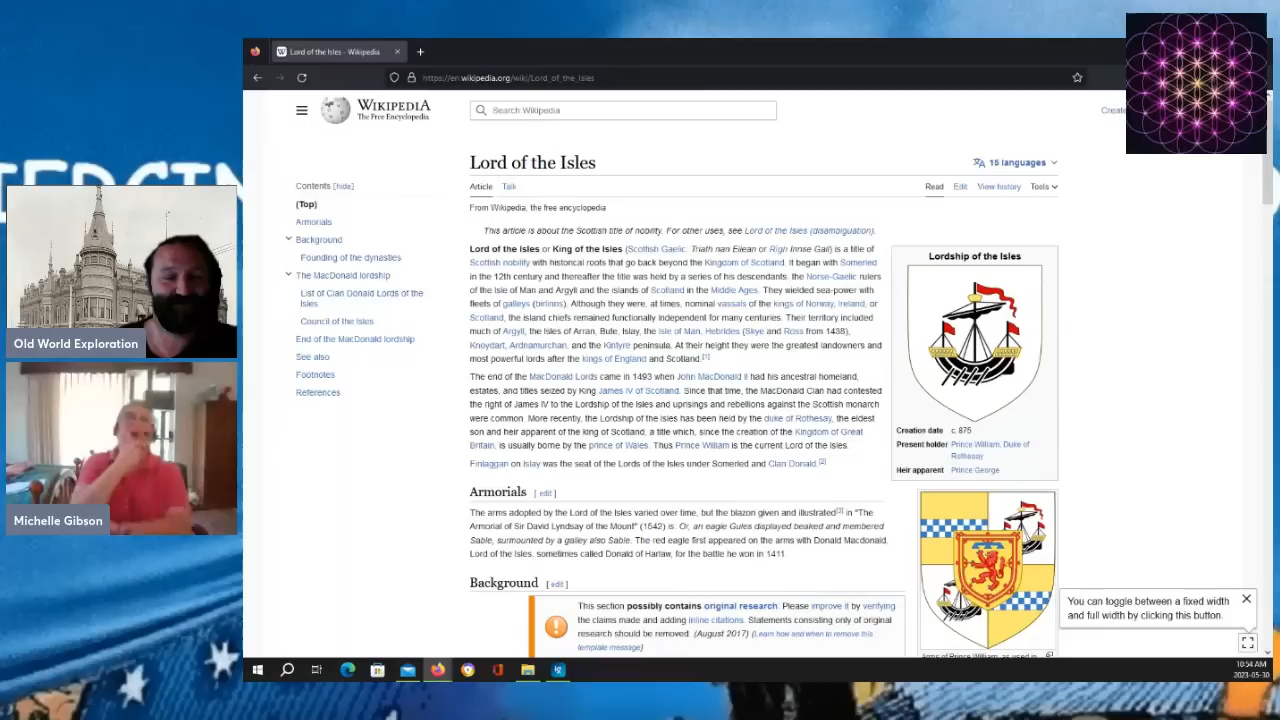 Lord of the Isles - Wikipedia
https://en.wikipedia.org/wiki/Lord_of_the_Isles
WIKIPEDIA
The Free Encyclopedia
Search Wikipedia
Create
Lord of the Isles
15 languages
Article Talk
Read Edit View history Tools
From Wikipedia, the free encyclopedia
Contents [hide]
(Top)
Armorials
Background
Founding of the dynasties
The MacDonald lordship
List of Clan Donald Lords of the
Isles
Council of the Isles
End of the MacDonald lordship
See also
Footnotes
References
This article is about the Scottish title of nobility. For other uses, see Lord of the Isles (disambiguation).
Lord of the Isles or King of the Isles (Scottish Gaelic: Triath nan Eilean or Rìgh Innse Gall) is a title of
Scottish nobility with historical roots that go back beyond the Kingdom of Scotland. It began with Somerled
in the 12th century and thereafter the title was held by a series of his descendants, the Norse-Gaelic rulers
of the Isle of Man and Argyll and the islands of Scotland in the Middle Ages. They wielded sea-power with
fleets of galleys (birlinns). Although they were, at times, nominal vassals of the kings of Norway, Ireland, or
Scotland, the island chiefs remained functionally independent for many centuries. Their territory included
much of Argyll, the Isles of Arran, Bute, Islay, the Isle of Man, Hebrides (Skye and Ross from 1438),
Knoydart, Ardnamurchan, and the Kintyre peninsula. At their height they were the greatest landowners and
most powerful lords after the kings of England and Scotland.[1]
The end of the MacDonald Lords came in 1493 when John MacDonald II had his ancestral homeland,
estates, and titles seized by King James IV of Scotland. Since that time, the MacDonald Clan had contested
the right of James IV to the Lordship of the Isles and uprisings and rebellions against the Scottish monarch
were common. More recently, the Lordship of the Isles has been held by the duke of Rothesay, the eldest
son and heir apparent of the king of Scotland, a title which, since the creation of the Kingdom of Great
Britain, is usually borne by the prince of Wales. Thus Prince William is the current Lord of the Isles.
Finlaggan on Islay was the seat of the Lords of the Isles under Somerled and Clan Donald.[2]
Lordship of the Isles
Creation date c. 875
Present holder Prince William, Duke of
Rothesay
Heir apparent Prince George
Armorials [ edit ]
The arms adopted by the Lord of the Isles varied over time, but the blazon given and illustrated[3] in "The
Armorial of Sir David Lyndsay of the Mount" (1542) is: Or, an eagle Gules displayed beaked and membered
Sable, surmounted by a galley also Sable. The red eagle first appeared on the arms with Donald Macdonald,
Lord of the Isles, sometimes called Donald of Harlaw, for the battle he won in 1411.
Background [ edit ]
This section possibly contains original research. Please improve it by verifying
the claims made and adding inline citations. Statements consisting only of original
research should be removed. (August 2017) (Learn how and when to remove this
template message)
Arms of Prince William, as used in
You can toggle between a fixed width
and full width by clicking this button.
Old World Exploration
Michelle Gibson
10:54 AM
2023-05-30